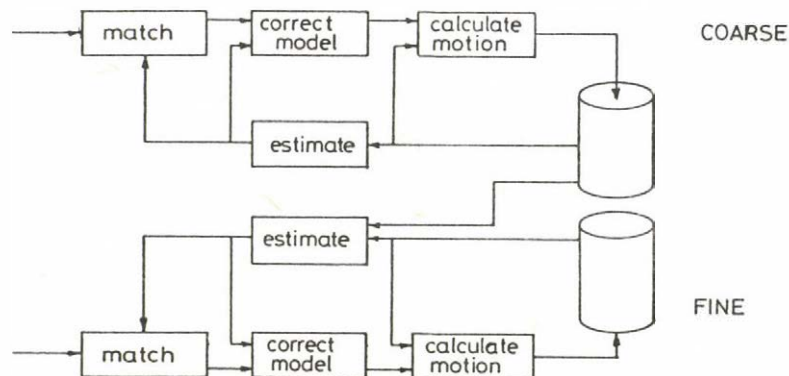 match
correct
model
calculate
motion
COARSE
estimate
estimate
FINE
match
correct
model
calculate
motion